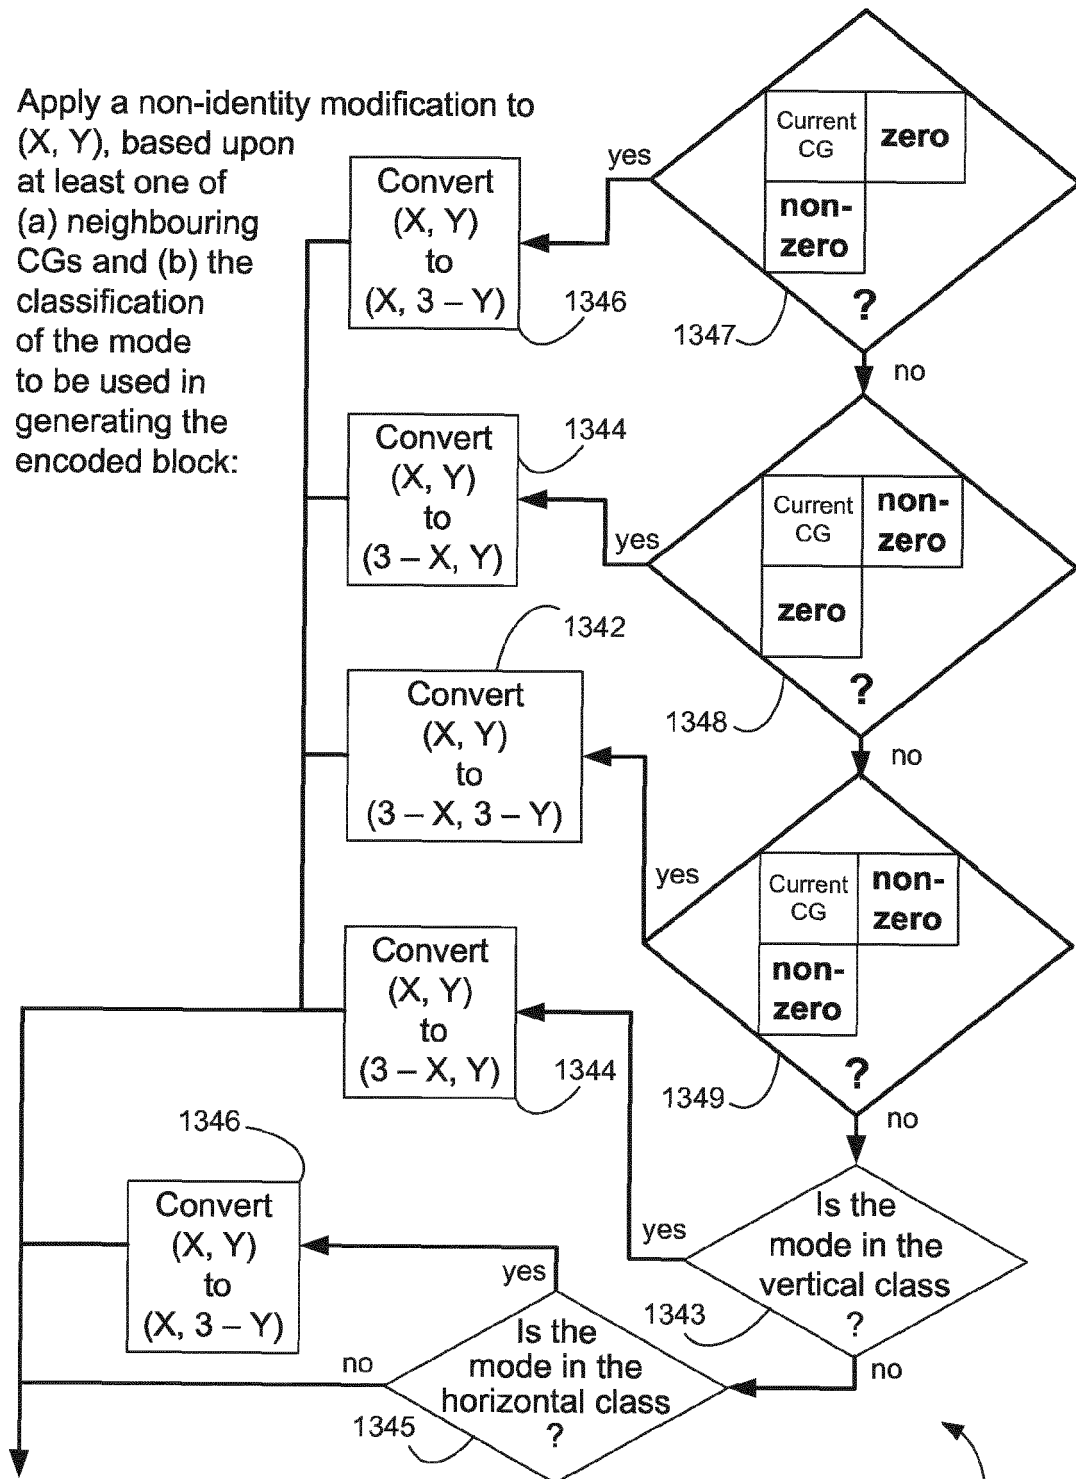 Apply a non-identity modification to
(X, Y), based upon
at least one of
(a) neighbouring
CGs and (b) the
classification
of the mode
to be used in
generating the
encoded block:
Current
CG
zero
non-
zero
?
1347
yes
no
Convert
(X, Y)
to
(X, 3 – Y)
1346
Current
CG
non-
zero
zero
?
1348
yes
no
Convert
(X, Y)
to
(3 – X, Y)
1344
Current
CG
non-
zero
non-
zero
?
1349
yes
no
1342
Convert
(X, Y)
to
(3 – X, 3 – Y)
Is the
mode in the
vertical class
?
1343
yes
no
Convert
(X, Y)
to
(3 – X, Y)
1344
Is the
mode in the
horizontal class
?
1345
yes
no
1346
Convert
(X, Y)
to
(X, 3 – Y)